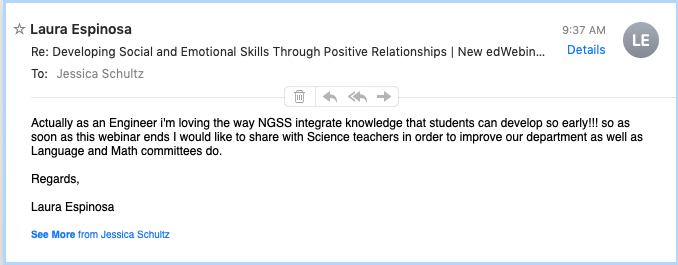 Laura Espinosa
9:37 AM
LE
Re: Developing Social and Emotional Skills Through Positive Relationships | New edWebin...
Details
To: Jessica Schultz
Actually as an Engineer i'm loving the way NGSS integrate knowledge that students can develop so early!!! so as
soon as this webinar ends I would like to share with Science teachers in order to improve our department as well as
Language and Math committees do.
Regards,
Laura Espinosa
See More from Jessica Schultz